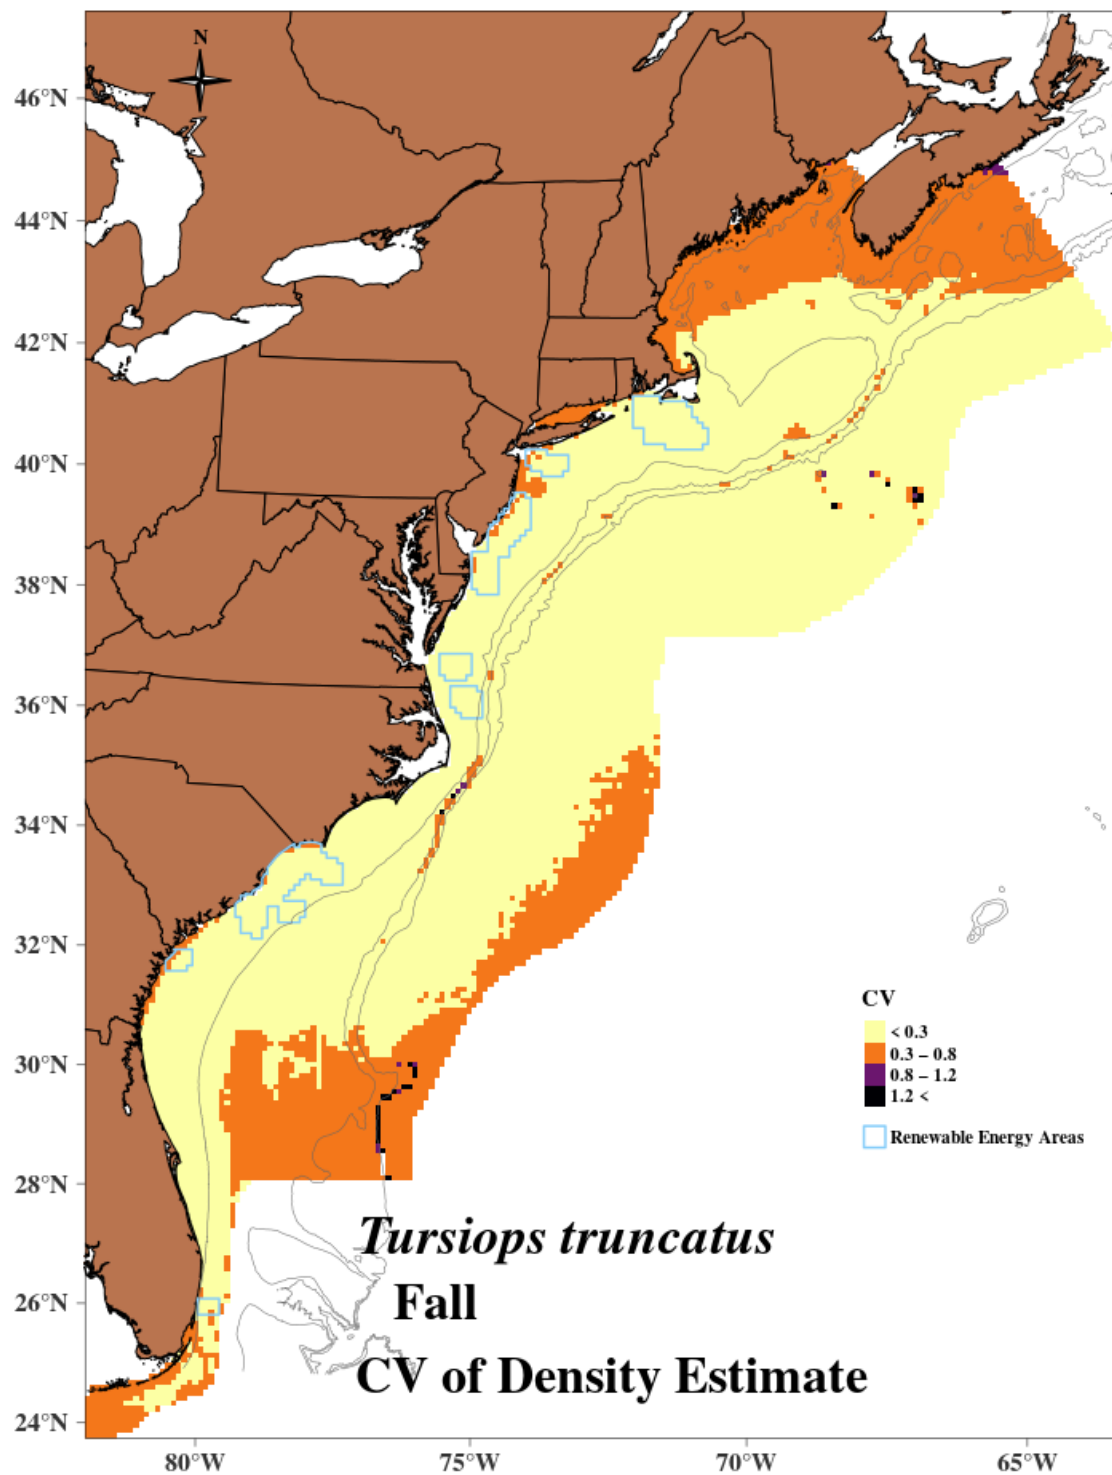 N
46°N
44°N
42°N
40°N
38°N
36°N
34°N
32°N
30°N
28°N
26°N
24°N
CV
< 0.3
0.3 – 0.8
0.8 – 1.2
1.2 <
Renewable Energy Areas
Tursiops truncatus
Fall
CV of Density Estimate
80°W
75°W
70°W
65°W